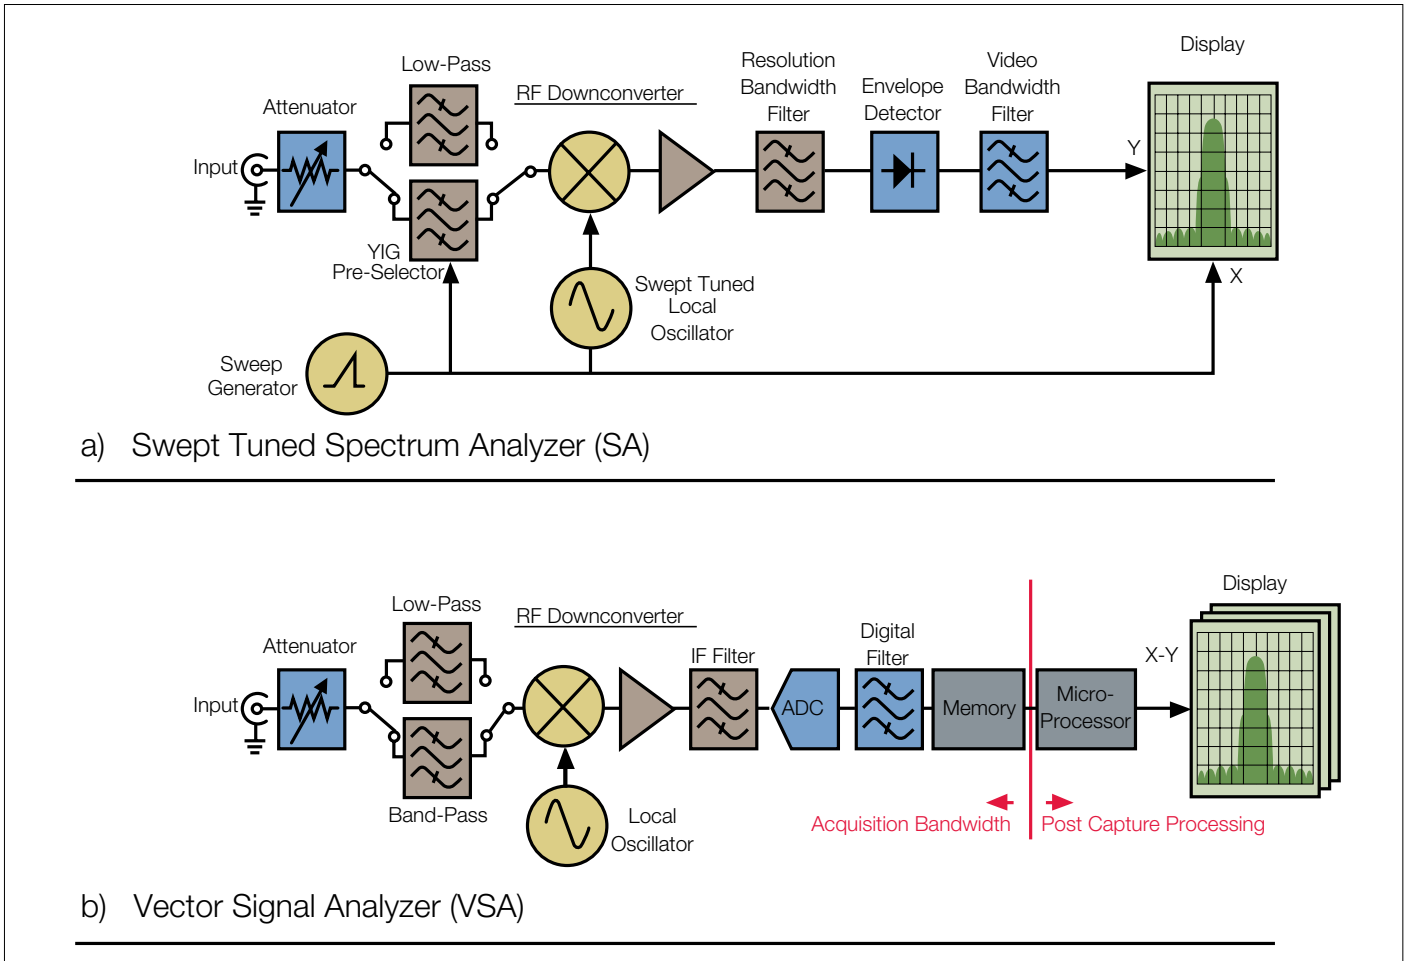 Display
Low-Pass
Resolution
Bandwidth
Filter
Video
Bandwidth
Filter
RF Downconverter
Envelope
Detector
Attenuator
Input
Y
YIG
Pre-Selector
X
Swept Tuned
Local
Oscillator
Sweep
Generator
a) Swept Tuned Spectrum Analyzer (SA)
Display
Low-Pass
RF Downconverter
Attenuator
IF Filter
Digital
Filter
X-Y
Input
ADC
Memory
Micro-
Processor
Band-Pass
Local
Oscillator
Acquisition Bandwidth
Post Capture Processing
b) Vector Signal Analyzer (VSA)